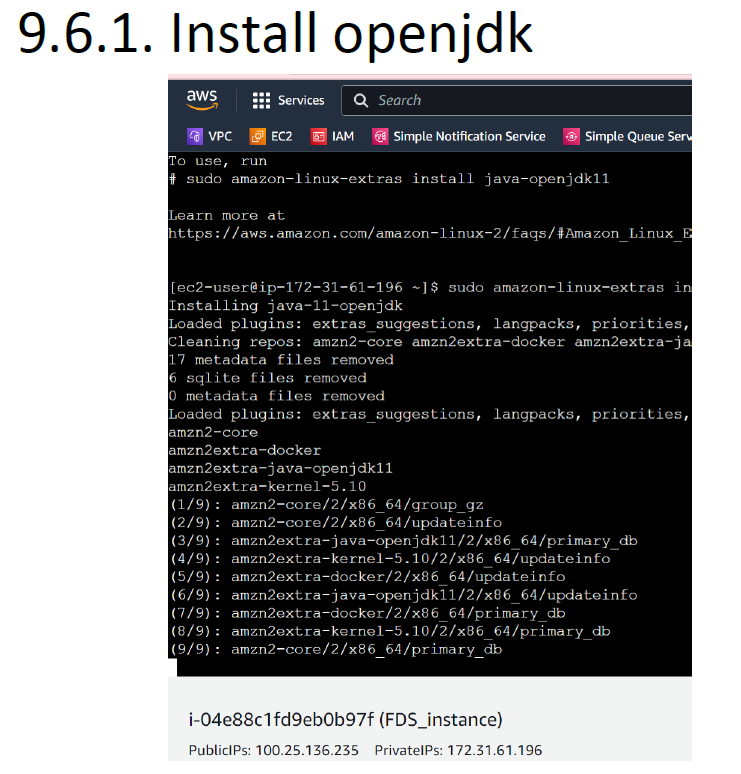 9.6.1. Install openjdk
aws
Services
Search
VPC EC2 IAM Simple Notification Service Simple Queue Serv
To use, run
# sudo amazon-linux-extras install java-openjdk11
Learn more at
https://aws.amazon.com/amazon-linux-2/faqs/#Amazon_Linux_E
[ec2-user@ip-172-31-61-196 ~]$ sudo amazon-linux-extras in
Installing java-11-openjdk
Loaded plugins: extras_suggestions, langpacks, priorities,
Cleaning repos: amzn2-core amzn2extra-docker amzn2extra-ja
17 metadata files removed
6 sqlite files removed
0 metadata files removed
Loaded plugins: extras_suggestions, langpacks, priorities,
amzn2-core
amzn2extra-docker
amzn2extra-java-openjdk11
amzn2extra-kernel-5.10
(1/9): amzn2-core/2/x86_64/group_gz
(2/9): amzn2-core/2/x86_64/updateinfo
(3/9): amzn2extra-java-openjdk11/2/x86_64/primary_db
(4/9): amzn2extra-kernel-5.10/2/x86_64/updateinfo
(5/9): amzn2extra-docker/2/x86_64/updateinfo
(6/9): amzn2extra-java-openjdk11/2/x86_64/updateinfo
(7/9): amzn2extra-docker/2/x86_64/primary_db
(8/9): amzn2extra-kernel-5.10/2/x86_64/primary_db
(9/9): amzn2-core/2/x86_64/primary_db
i-04e88c1fd9eb0b97f (FDS_instance)
PublicIPs: 100.25.136.235 PrivateIPs: 172.31.61.196